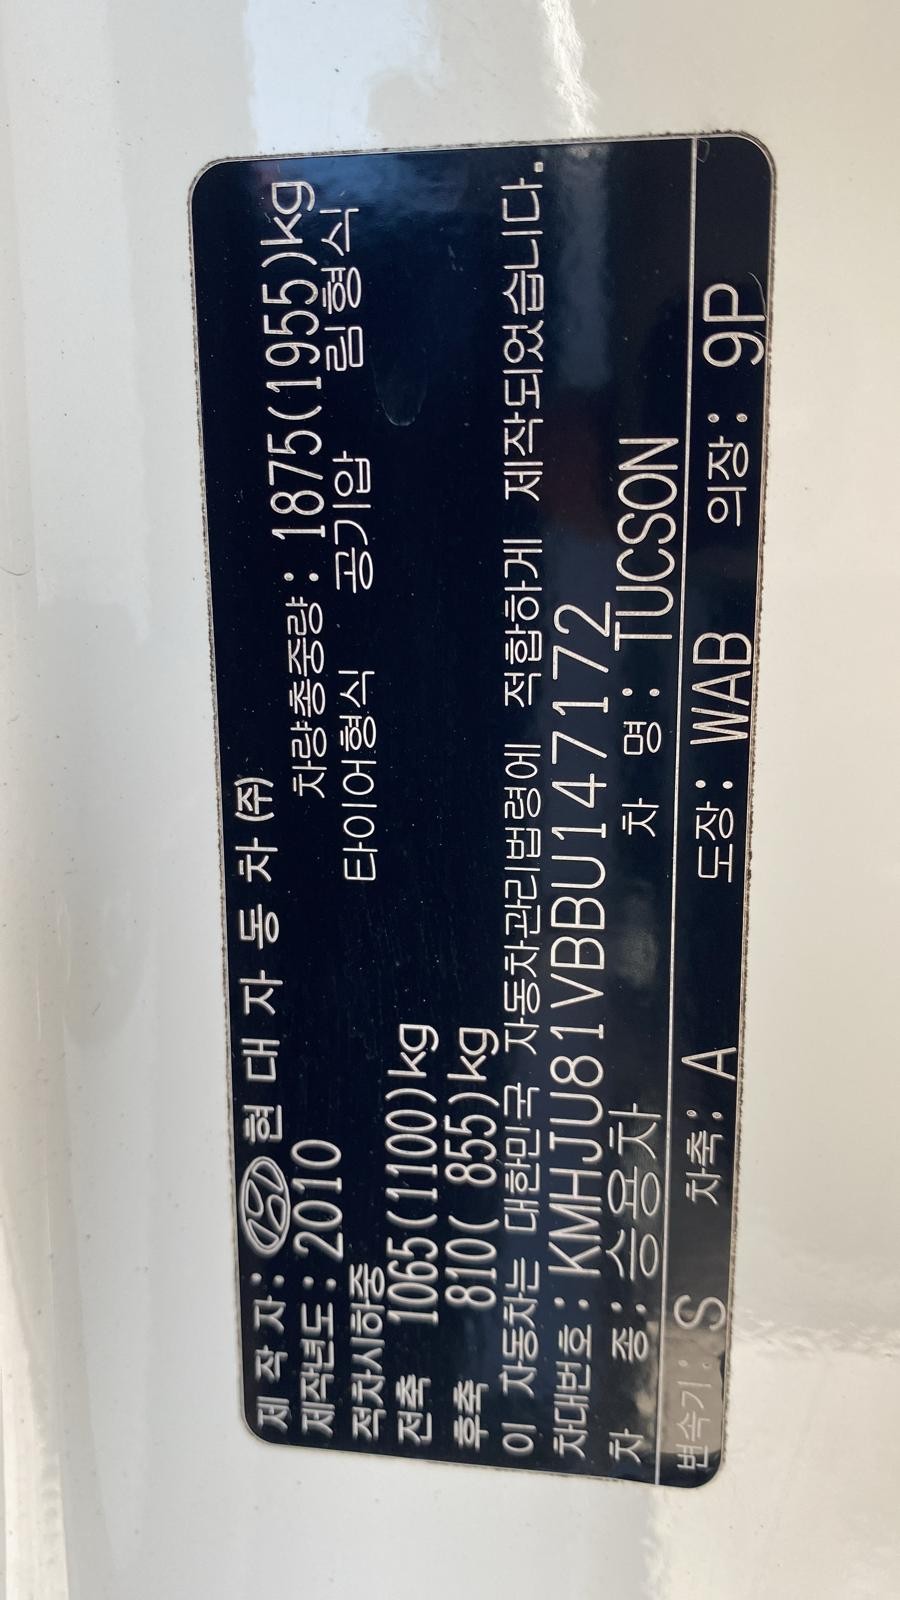 제 작 자 : 현 대 자 동 차 ㈜
제작년도 : 2010 차량총중량 : 1875(1955)kg
적차시하중 타이어형식 공기압 림형식
전축 1065(1100)kg
후축 810( 855)kg
이 자동차는 대한민국 자동차관리법령에 적합하게 제작되었습니다.
차대번호 : KMHJU81VBBU147172
차 종 : 승용차 차 명 : TUCSON
변속기 : S 차축 : A 도장 : WAB 의장 : 9P